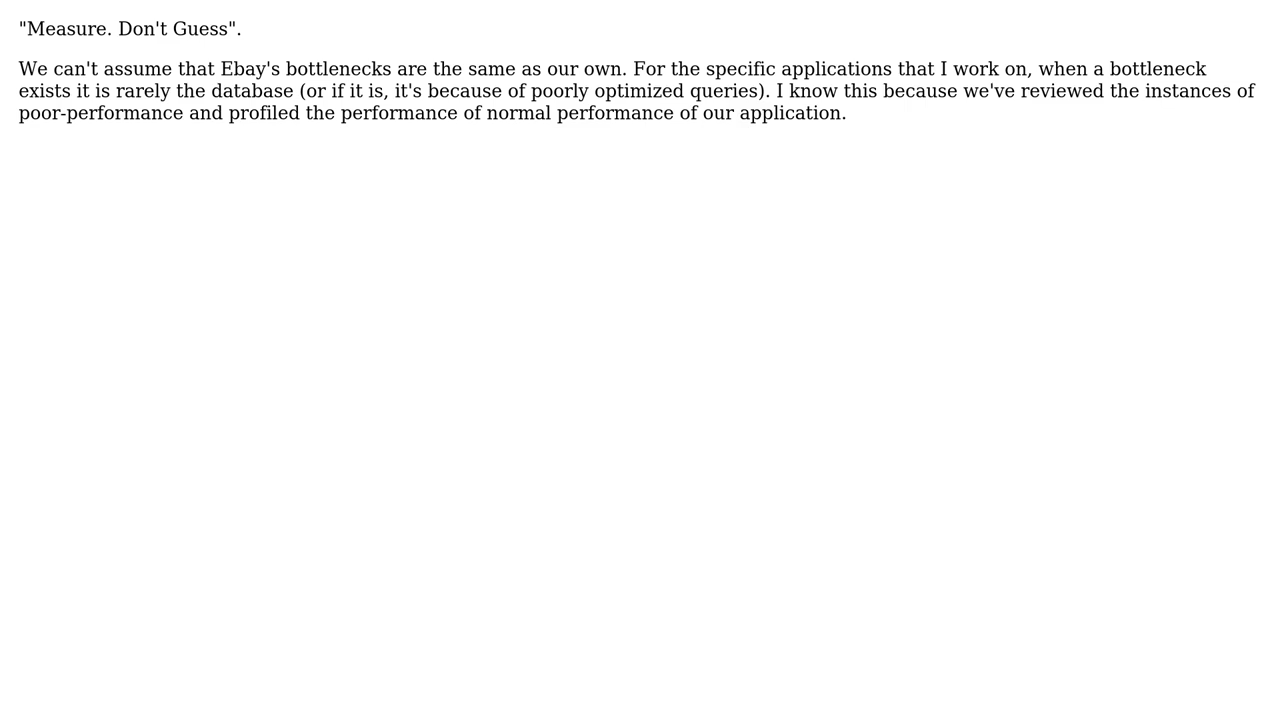 "Measure. Don't Guess".
We can't assume that Ebay's bottlenecks are the same as our own. For the specific applications that I work on, when a bottleneck
exists it is rarely the database (or if it is, it's because of poorly optimized queries). I know this because we've reviewed the instances of
poor-performance and profiled the performance of normal performance of our application.